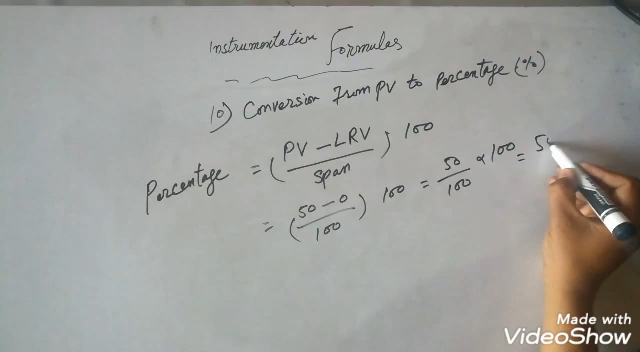 Instrumentation Formulas
10) Conversion From PV to Percentage (%)
Percentage = (PV - LRV / Span) 100
= (50 - 0 / 100) 100 = 50 / 100 × 100 = 50
Made with
VideoShow